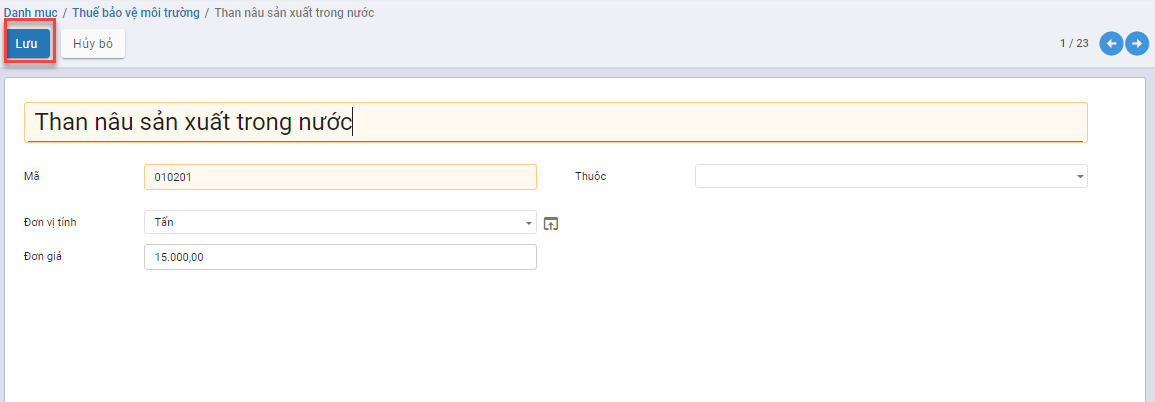 Danh mục / Thuế bảo vệ môi trường / Than nâu sản xuất trong nước
Lưu Hủy bỏ 1 / 23
Than nâu sản xuất trong nước
Mã 010201 Thuộc
Đơn vị tính Tấn
Đơn giá 15.000,00